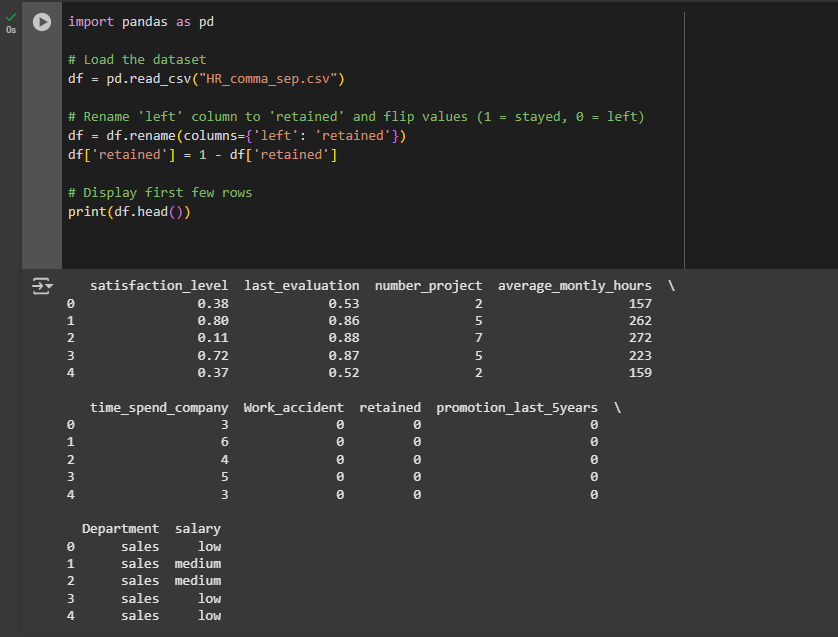 0s
import pandas as pd
# Load the dataset
df = pd.read_csv("HR_comma_sep.csv")
# Rename 'left' column to 'retained' and flip values (1 = stayed, 0 = left)
df = df.rename(columns={'left': 'retained'})
df['retained'] = 1 - df['retained']
# Display first few rows
print(df.head())
satisfaction_level last_evaluation number_project average_montly_hours \
0 0.38 0.53 2 157
1 0.80 0.86 5 262
2 0.11 0.88 7 272
3 0.72 0.87 5 223
4 0.37 0.52 2 159
time_spend_company Work_accident retained promotion_last_5years \
0 3 0 0 0
1 6 0 0 0
2 4 0 0 0
3 5 0 0 0
4 3 0 0 0
Department salary
0 sales low
1 sales medium
2 sales medium
3 sales low
4 sales low